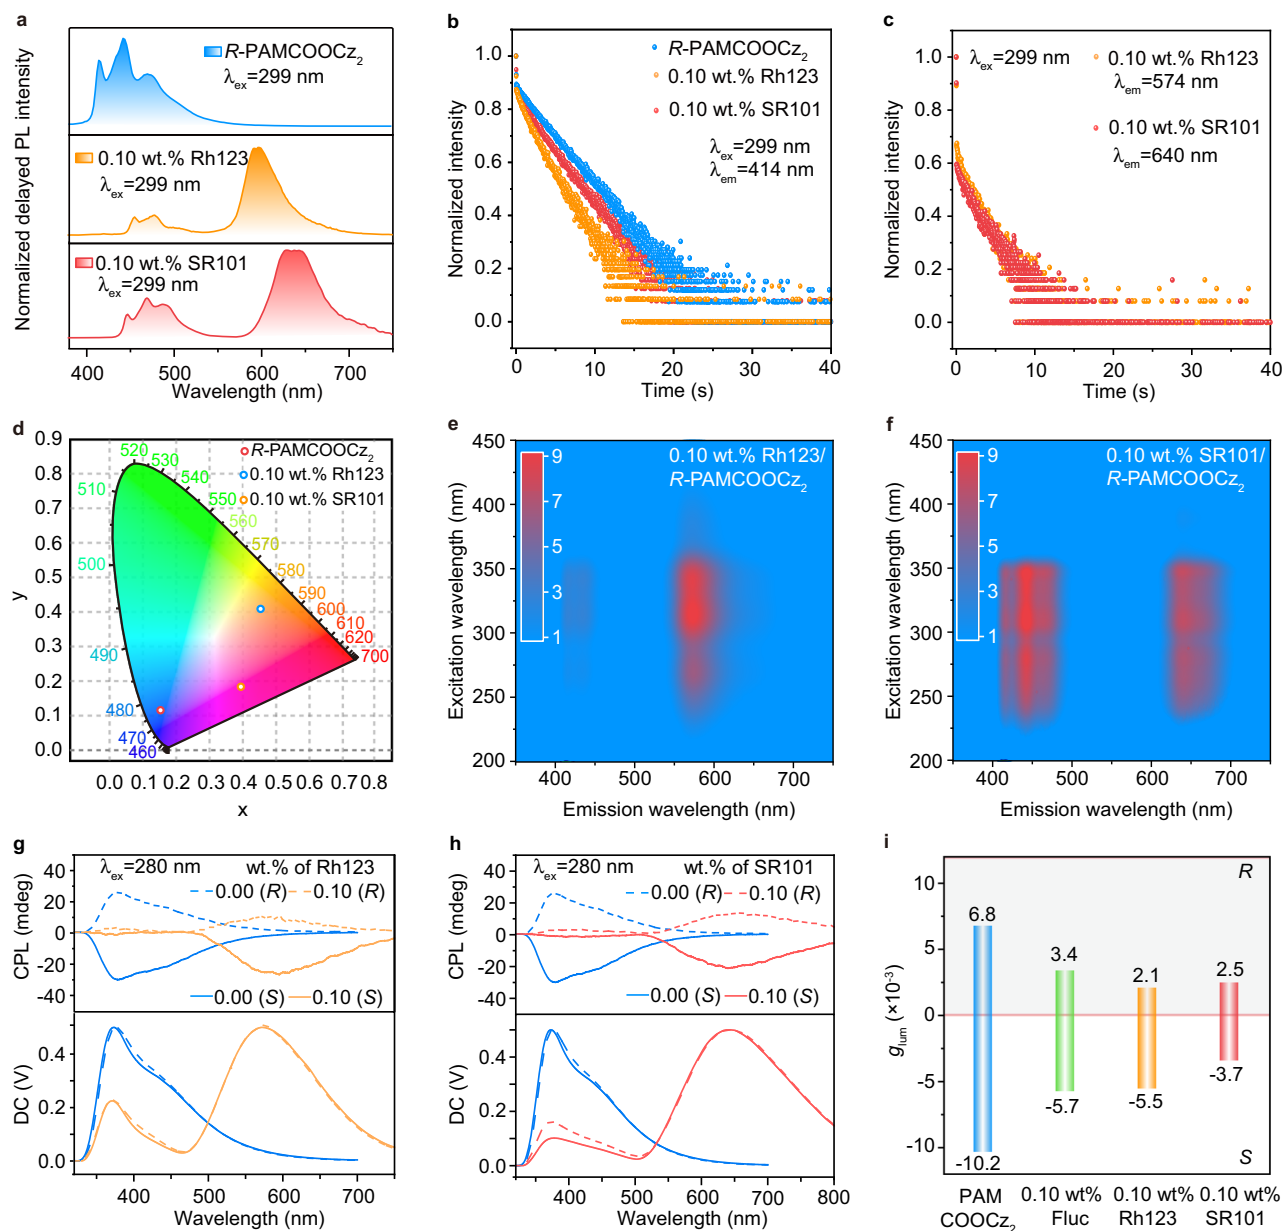 a
Normalized delayed PL intensity
R-PAMCOOCz2
λex=299 nm
0.10 wt.% Rh123
λex=299 nm
0.10 wt.% SR101
λex=299 nm
400 500 600 700
Wavelength (nm)
b
Normalized intensity
1.0
0.8
0.6
0.4
0.2
0.0
R-PAMCOOCz2
0.10 wt.% Rh123
0.10 wt.% SR101
λex=299 nm
λem=414 nm
0 10 20 30 40
Time (s)
c
Normalized intensity
1.0
0.8
0.6
0.4
0.2
0.0
λex=299 nm
0.10 wt.% Rh123
λem=574 nm
0.10 wt.% SR101
λem=640 nm
0 10 20 30 40
Time (s)
d
y
0.9
0.8
0.7
0.6
0.5
0.4
0.3
0.2
0.1
0.0
R-PAMCOOCz2
0.10 wt.% Rh123
0.10 wt.% SR101
520
530
540
550
560
570
580
590
600
610
620
700
510
500
490
480
470
460
0.0 0.1 0.2 0.3 0.4 0.5 0.6 0.7 0.8
x
e
Excitation wavelength (nm)
450
400
350
300
250
200
9
7
5
3
1
0.10 wt.% Rh123/
R-PAMCOOCz2
400 500 600 700
Emission wavelength (nm)
f
Excitation wavelength (nm)
450
400
350
300
250
200
9
7
5
3
1
0.10 wt.% SR101/
R-PAMCOOCz2
400 500 600 700
Emission wavelength (nm)
g
CPL (mdeg)
40
20
0
-20
-40
λex=280 nm wt.% of Rh123
0.00 (R) 0.10 (R)
0.00 (S) 0.10 (S)
DC (V)
0.4
0.2
0.0
400 500 600 700
Wavelength (nm)
h
CPL (mdeg)
40
20
0
-20
-40
λex=280 nm wt.% of SR101
0.00 (R) 0.10 (R)
0.00 (S) 0.10 (S)
DC (V)
0.4
0.2
0.0
400 500 600 700 800
Wavelength (nm)
i
glum (×10-3)
10
5
0
-5
-10
R
6.8
3.4
2.1
2.5
-10.2
-5.7
-5.5
-3.7
S
PAM 0.10 wt% 0.10 wt% 0.10 wt%
COOCz2 Fluc Rh123 SR101